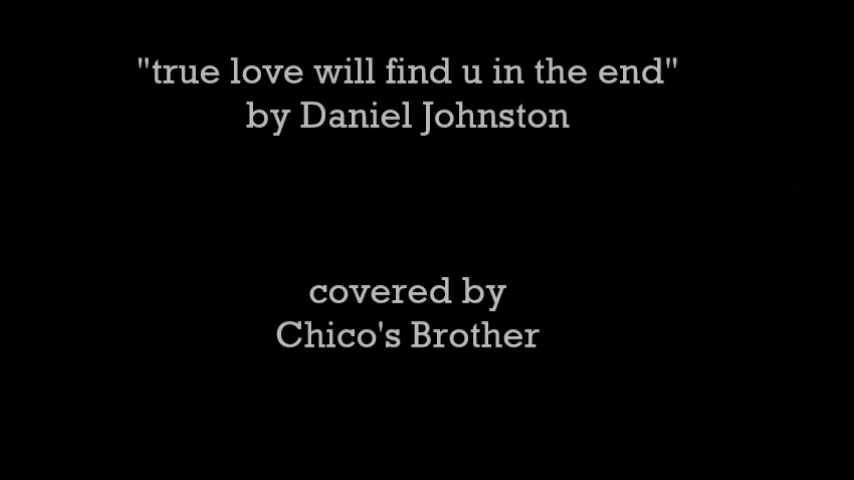 "true love will find u in the end"
by Daniel Johnston
covered by
Chico's Brother